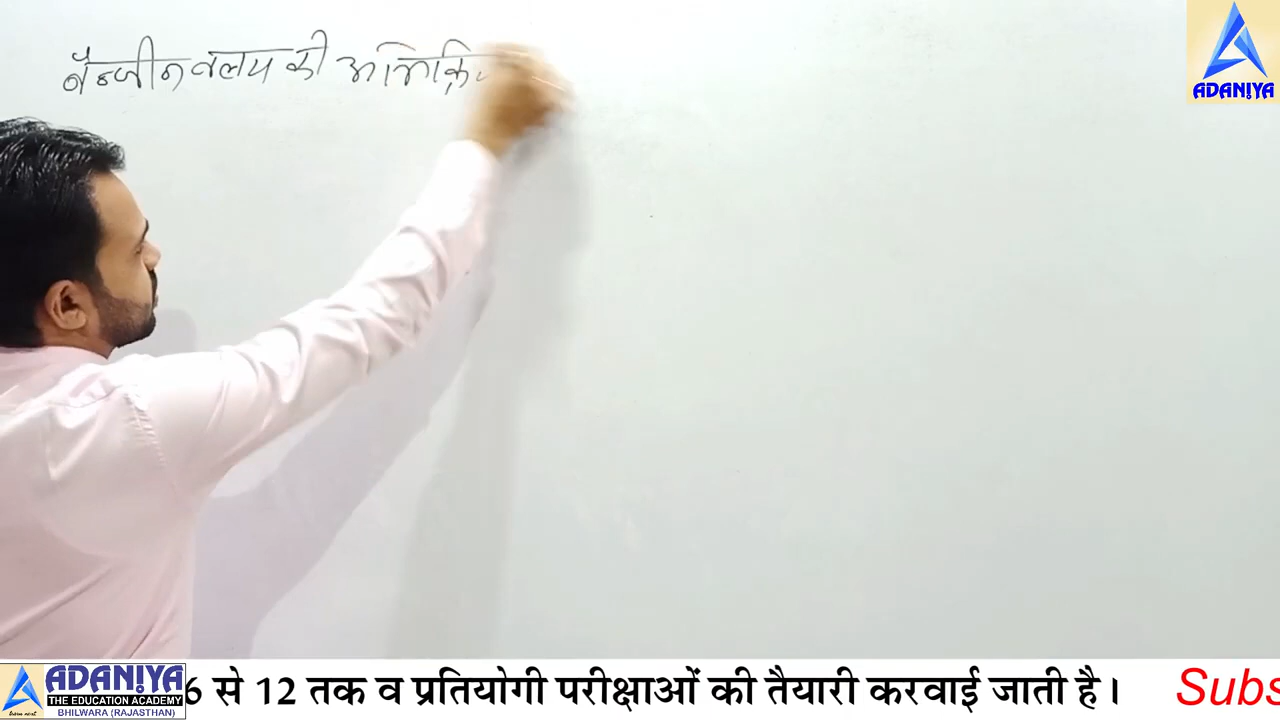 बैन्जीन वलय की अभिक्रि
ADANIYA
ADANIYA
THE EDUCATION ACADEMY
BHILWARA (RAJASTHAN)
6 से 12 तक व प्रतियोगी परीक्षाओं की तैयारी करवाई जाती है।
Subs